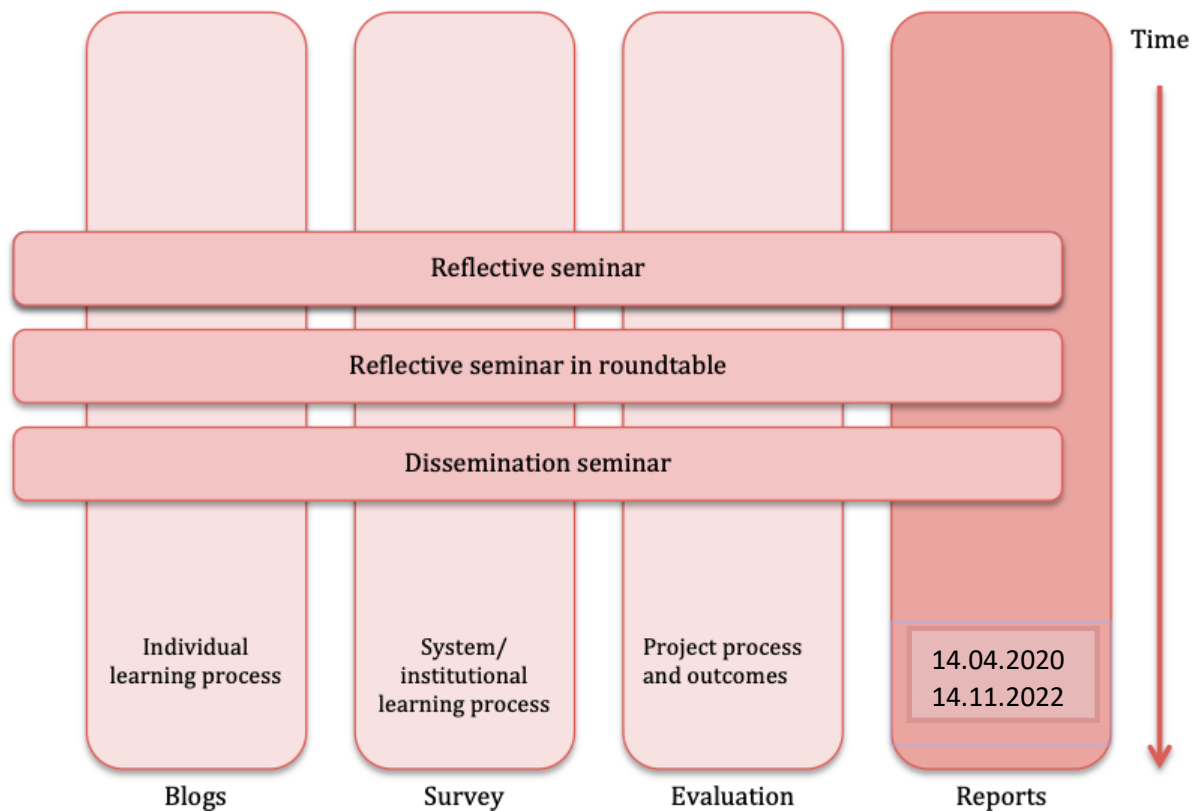 Time
Reflective seminar
Reflective seminar in roundtable
Dissemination seminar
Individual
learning process
System/
institutional
learning process
Project process
and outcomes
14.04.2020
14.11.2022
Blogs
Survey
Evaluation
Reports